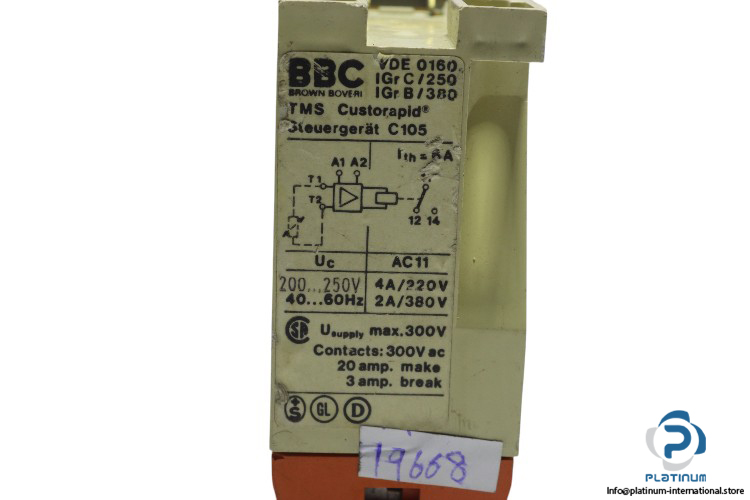 BBC
BROWN BOVERI
VDE 0160
IGr C/250
IGr B/380
TMS Custorapid®
Steuergerät C105
A1 A2
Ith = 6A
T1
T2
12 14
Uc
AC11
200...250V
4A/220V
40...60Hz
2A/380V
Usupply max.300V
Contacts: 300V ac
20 amp. make
3 amp. break
+S GL D
19668
PLATINUM
Info@platinum-international.store